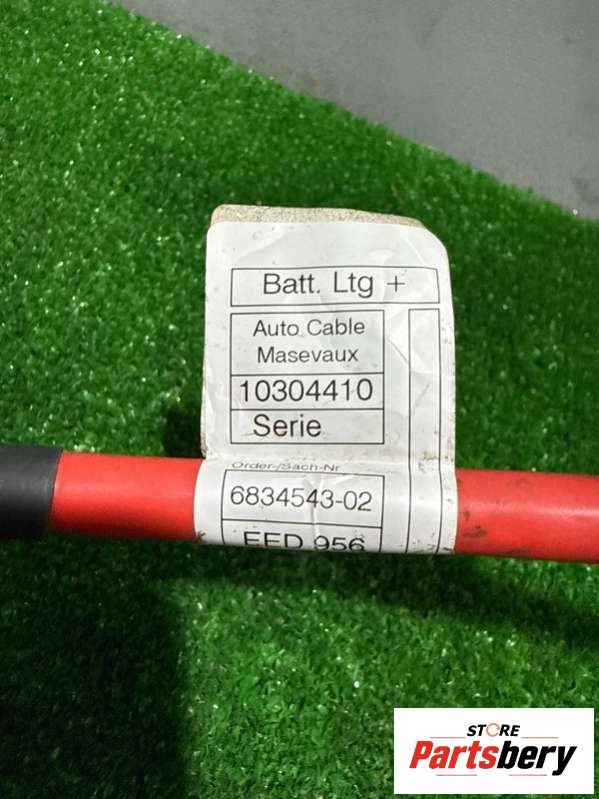 Batt. Ltg +
Auto Cable
Masevaux
10304410
Serie
Order-/Sach-Nr
6834543-02
EED 956
STORE
Partsbery